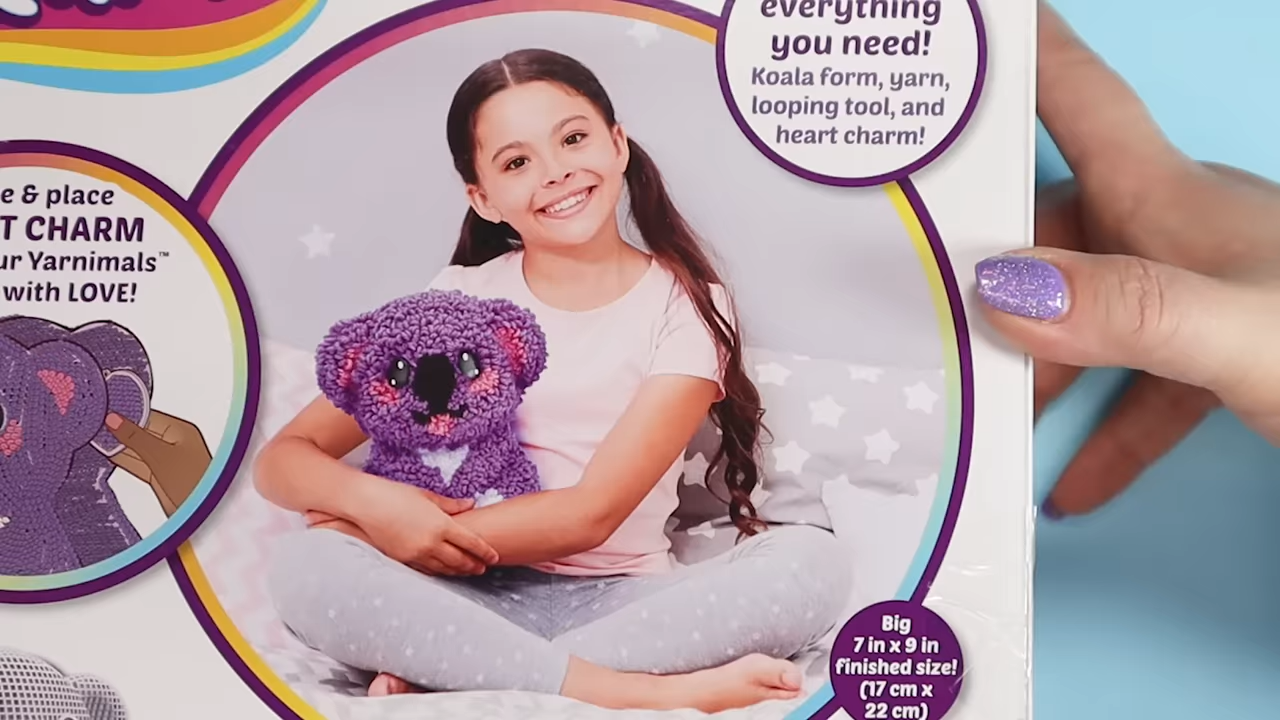 everything
you need!
Koala form, yarn,
looping tool, and
heart charm!
e & place
T CHARM
ur Yarnimals™
with LOVE!
Big
7 in x 9 in
finished size!
(17 cm x
22 cm)